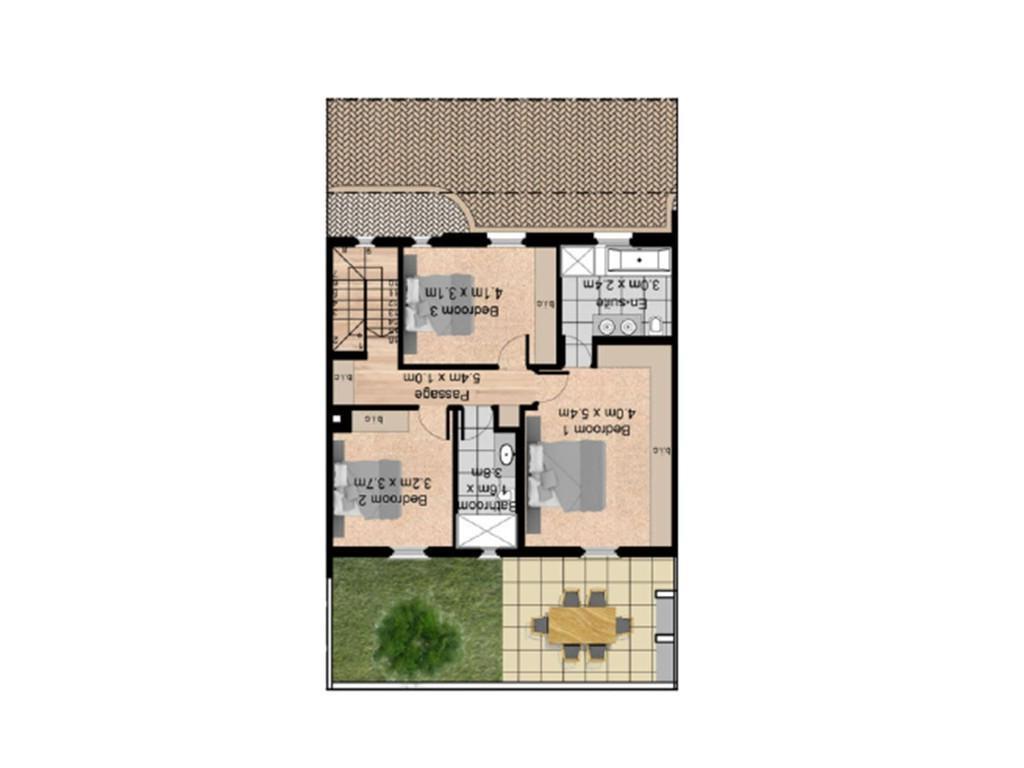 En-suite
3.0m x 2.4m
Bedroom 3
4.1m x 3.1m
b.i.c
Passage
5.4m x 1.0m
b.i.c
Bedroom 1
4.0m x 5.4m
b.i.c
b.i.c
Bedroom 2
3.2m x 3.7m
Bathroom
1.6m x
3.8m